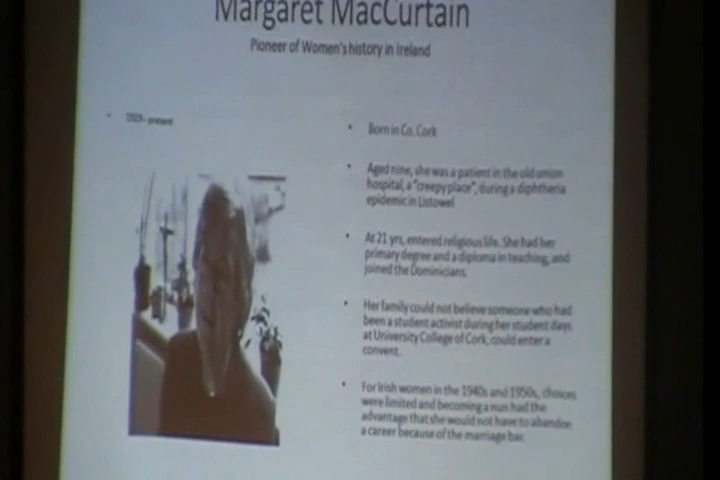 Margaret MacCurtain
Pioneer of Women's history in Ireland
• 1929 - present
• Born in Co. Cork
• Aged nine, she was a patient in the old union
hospital, a "creepy place", during a diphtheria
epidemic in Listowel
• At 21 yrs, entered religious life. She had her
primary degree and a diploma in teaching, and
joined the Dominicians.
• Her family could not believe someone who had
been a student activist during her student days
at University College of Cork, could enter a
convent.
• For Irish women in the 1940s and 1950s, choices
were limited and becoming a nun had the
advantage that she would not have to abandon
a career because of the marriage bar.